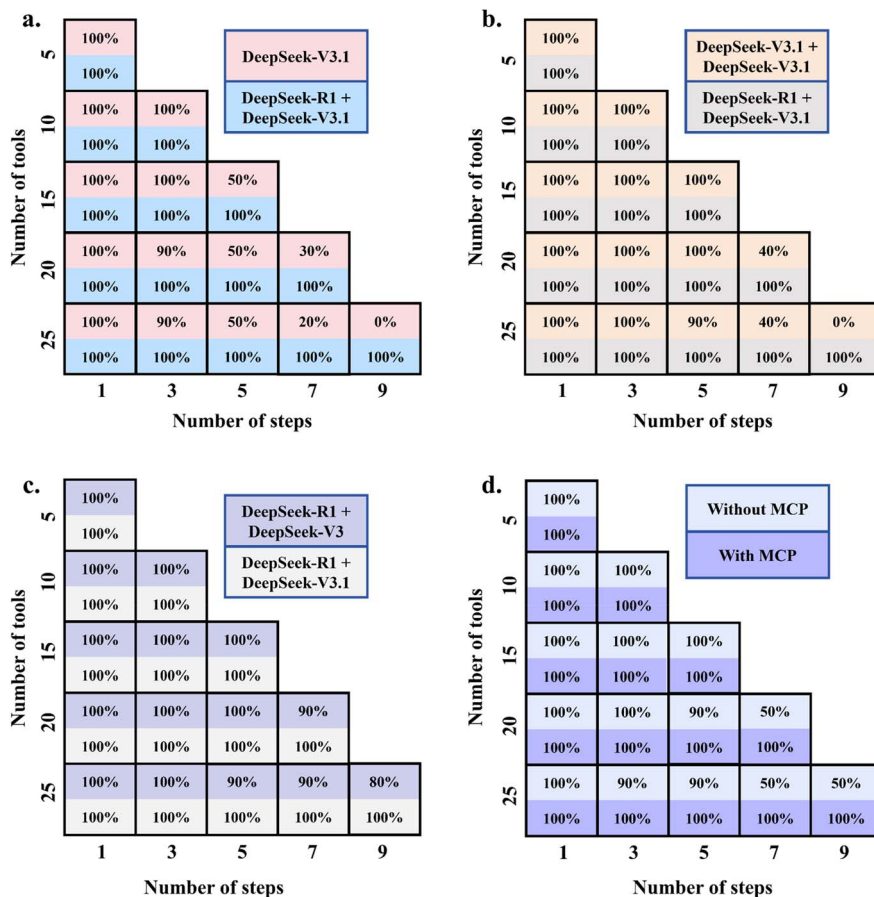 a.
DeepSeek-V3.1
DeepSeek-R1 +
DeepSeek-V3.1
Number of tools
5
100%
100%
10
100% 100%
100% 100%
15
100% 100% 50%
100% 100% 100%
20
100% 90% 50% 30%
100% 100% 100% 100%
25
100% 90% 50% 20% 0%
100% 100% 100% 100% 100%
1 3 5 7 9
Number of steps
b.
DeepSeek-V3.1 +
DeepSeek-V3.1
DeepSeek-R1 +
DeepSeek-V3.1
Number of tools
5
100%
100%
10
100% 100%
100% 100%
15
100% 100% 100%
100% 100% 100%
20
100% 100% 100% 40%
100% 100% 100% 100%
25
100% 100% 90% 40% 0%
100% 100% 100% 100% 100%
1 3 5 7 9
Number of steps
c.
DeepSeek-R1 +
DeepSeek-V3
DeepSeek-R1 +
DeepSeek-V3.1
Number of tools
5
100%
100%
10
100% 100%
100% 100%
15
100% 100% 100%
100% 100% 100%
20
100% 100% 100% 90%
100% 100% 100% 100%
25
100% 100% 90% 90% 80%
100% 100% 100% 100% 100%
1 3 5 7 9
Number of steps
d.
Without MCP
With MCP
Number of tools
5
100%
100%
10
100% 100%
100% 100%
15
100% 100% 100%
100% 100% 100%
20
100% 100% 90% 50%
100% 100% 100% 100%
25
100% 90% 90% 50% 50%
100% 100% 100% 100% 100%
1 3 5 7 9
Number of steps